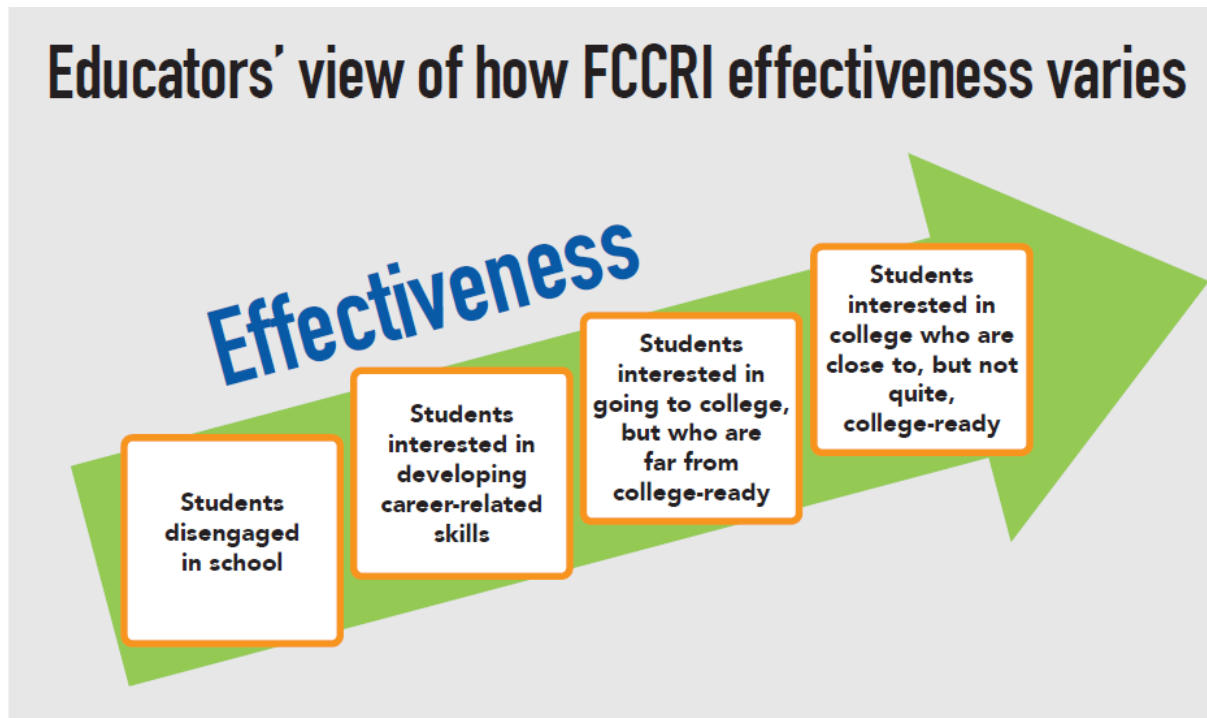 Educators’ view of how FCCRI effectiveness varies
Effectiveness
Students
disengaged
in school
Students
interested in
developing
career-related
skills
Students
interested in
going to college,
but who are
far from
college-ready
Students
interested in
college who are
close to, but not
quite,
college-ready